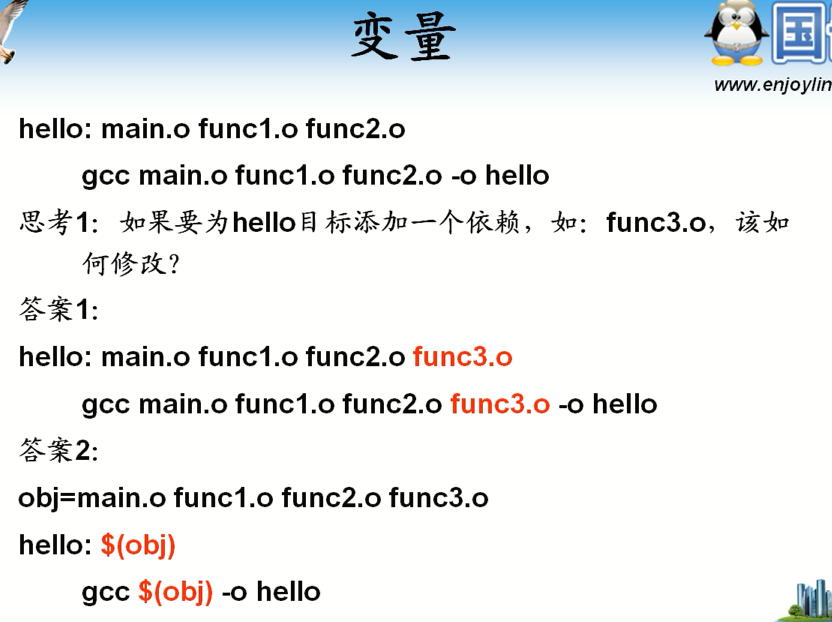 变量
国
www.enjoylin
hello: main.o func1.o func2.o
gcc main.o func1.o func2.o -o hello
思考1：如果要为hello目标添加一个依赖，如：func3.o，该如
何修改？
答案1：
hello: main.o func1.o func2.o func3.o
gcc main.o func1.o func2.o func3.o -o hello
答案2：
obj=main.o func1.o func2.o func3.o
hello: $(obj)
gcc $(obj) -o hello